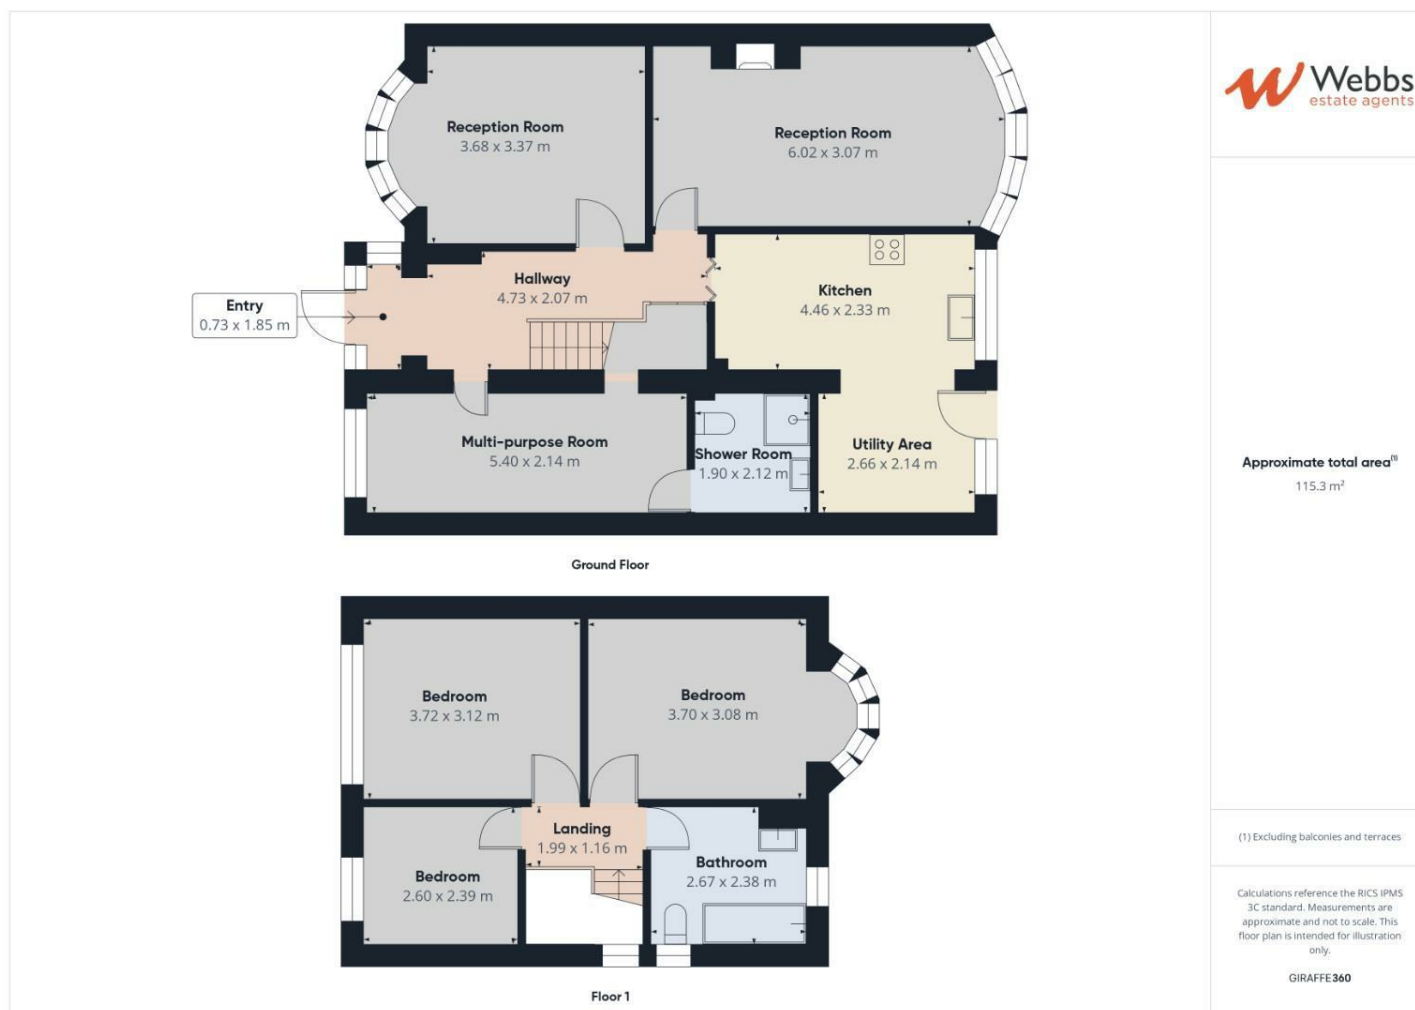 Webbs
estate agents
Reception Room
3.68 x 3.37 m
Reception Room
6.02 x 3.07 m
Hallway
4.73 x 2.07 m
Entry
0.73 x 1.85 m
Kitchen
4.46 x 2.33 m
Multi-purpose Room
5.40 x 2.14 m
Shower Room
1.90 x 2.12 m
Utility Area
2.66 x 2.14 m
Ground Floor
Bedroom
3.72 x 3.12 m
Bedroom
3.70 x 3.08 m
Landing
1.99 x 1.16 m
Bedroom
2.60 x 2.39 m
Bathroom
2.67 x 2.38 m
Floor 1
Approximate total area(1)
115.3 m²
(1) Excluding balconies and terraces
Calculations reference the RICS IPMS
3C standard. Measurements are
approximate and not to scale. This
floor plan is intended for illustration
only.
GIRAFFE360